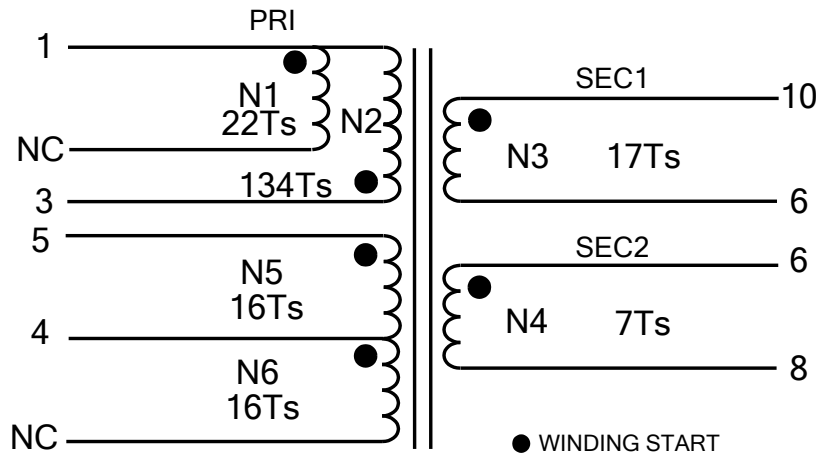 PRI
1
N1
22Ts
N2
NC
134Ts
3
5
N5
16Ts
4
N6
16Ts
NC
SEC1
10
N3 17Ts
6
SEC2
6
N4 7Ts
8
WINDING START